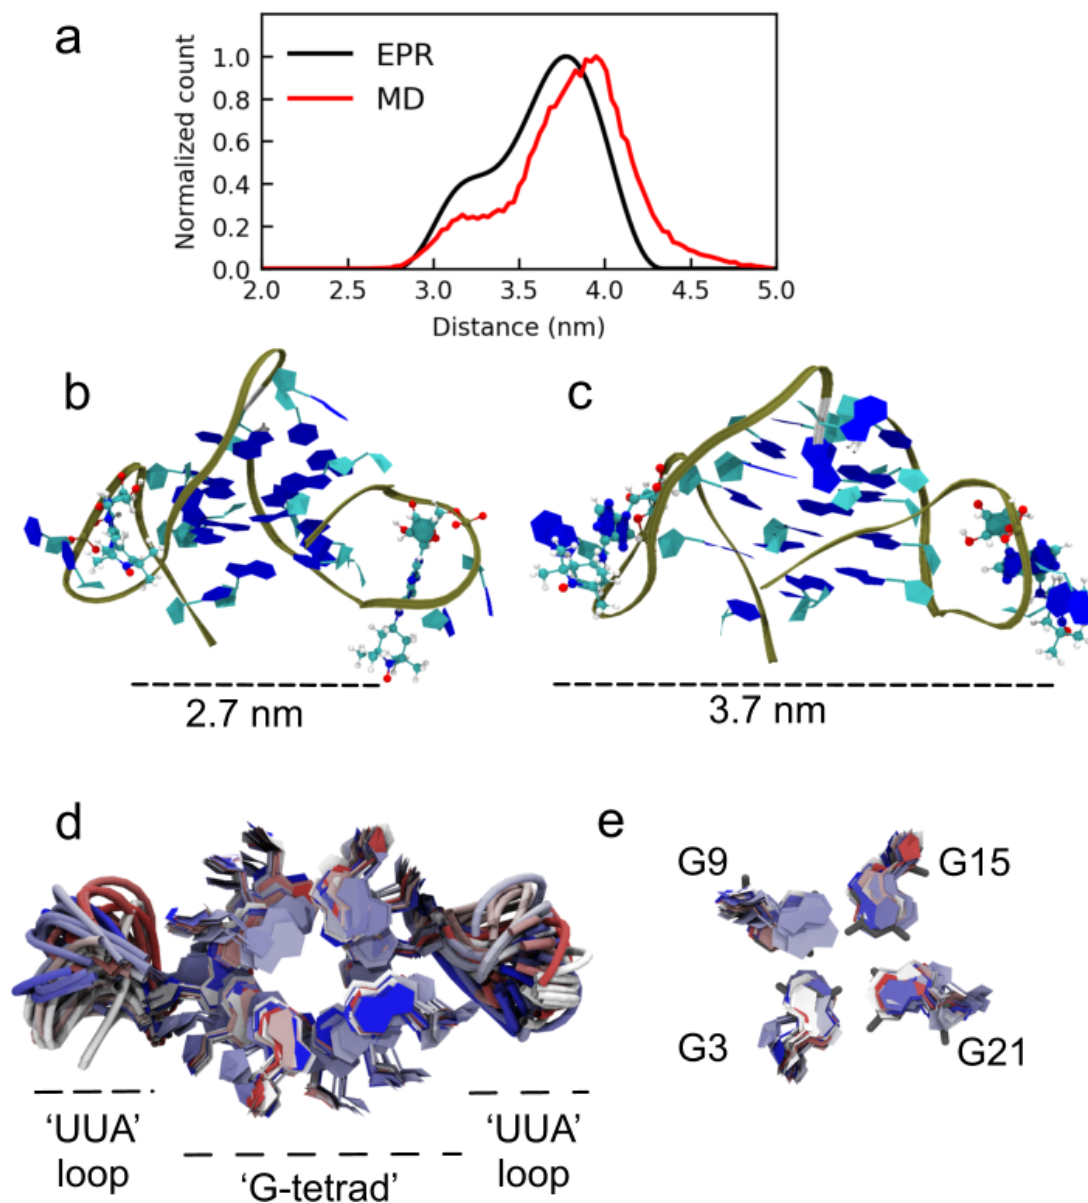 a
Normalized count
1.0
0.8
0.6
0.4
0.2
0.0
EPR
MD
2.0 2.5 3.0 3.5 4.0 4.5 5.0
Distance (nm)
b
c
2.7 nm
3.7 nm
d
e
G9
G15
G3
G21
‘UUA’
loop
‘G-tetrad’
‘UUA’
loop